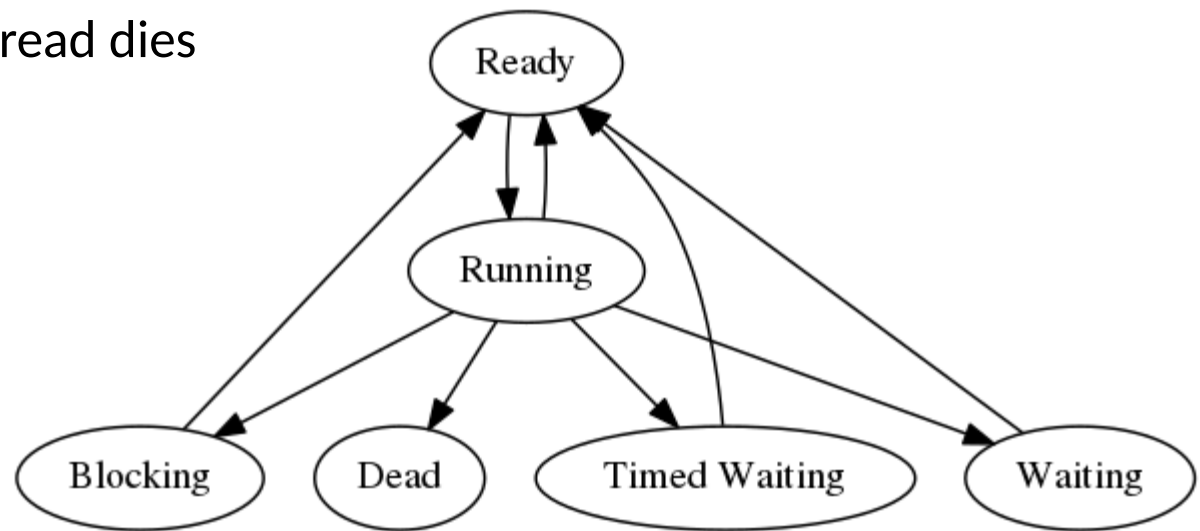 read dies
Ready
Running
Blocking
Dead
Timed Waiting
Waiting